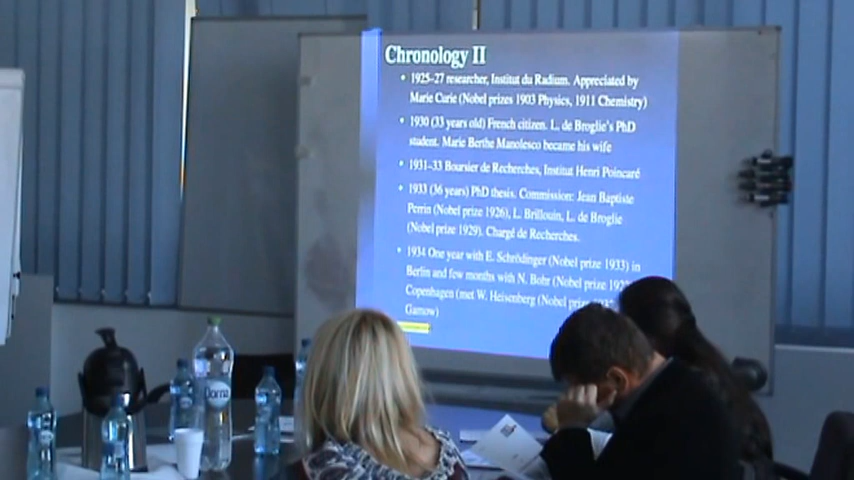 Chronology II
• 1925–27 researcher, Institut du Radium. Appreciated by
Marie Curie (Nobel prizes 1903 Physics, 1911 Chemistry)
• 1930 (33 years old) French citizen. L. de Broglie's PhD
student. Marie Berthe Manolesco became his wife
• 1931–33 Boursier de Recherches, Institut Henri Poincaré
• 1933 (36 years) PhD thesis. Commission: Jean Baptiste
Perrin (Nobel prize 1926), L. Brillouin, L. de Broglie
(Nobel prize 1929). Chargé de Recherches.
• 1934 One year with E. Schrödinger (Nobel prize 1933) in
Berlin and few months with N. Bohr (Nobel prize
Copenhagen (met W. Heisenberg (Nobel prize
Gamow)
Dorna